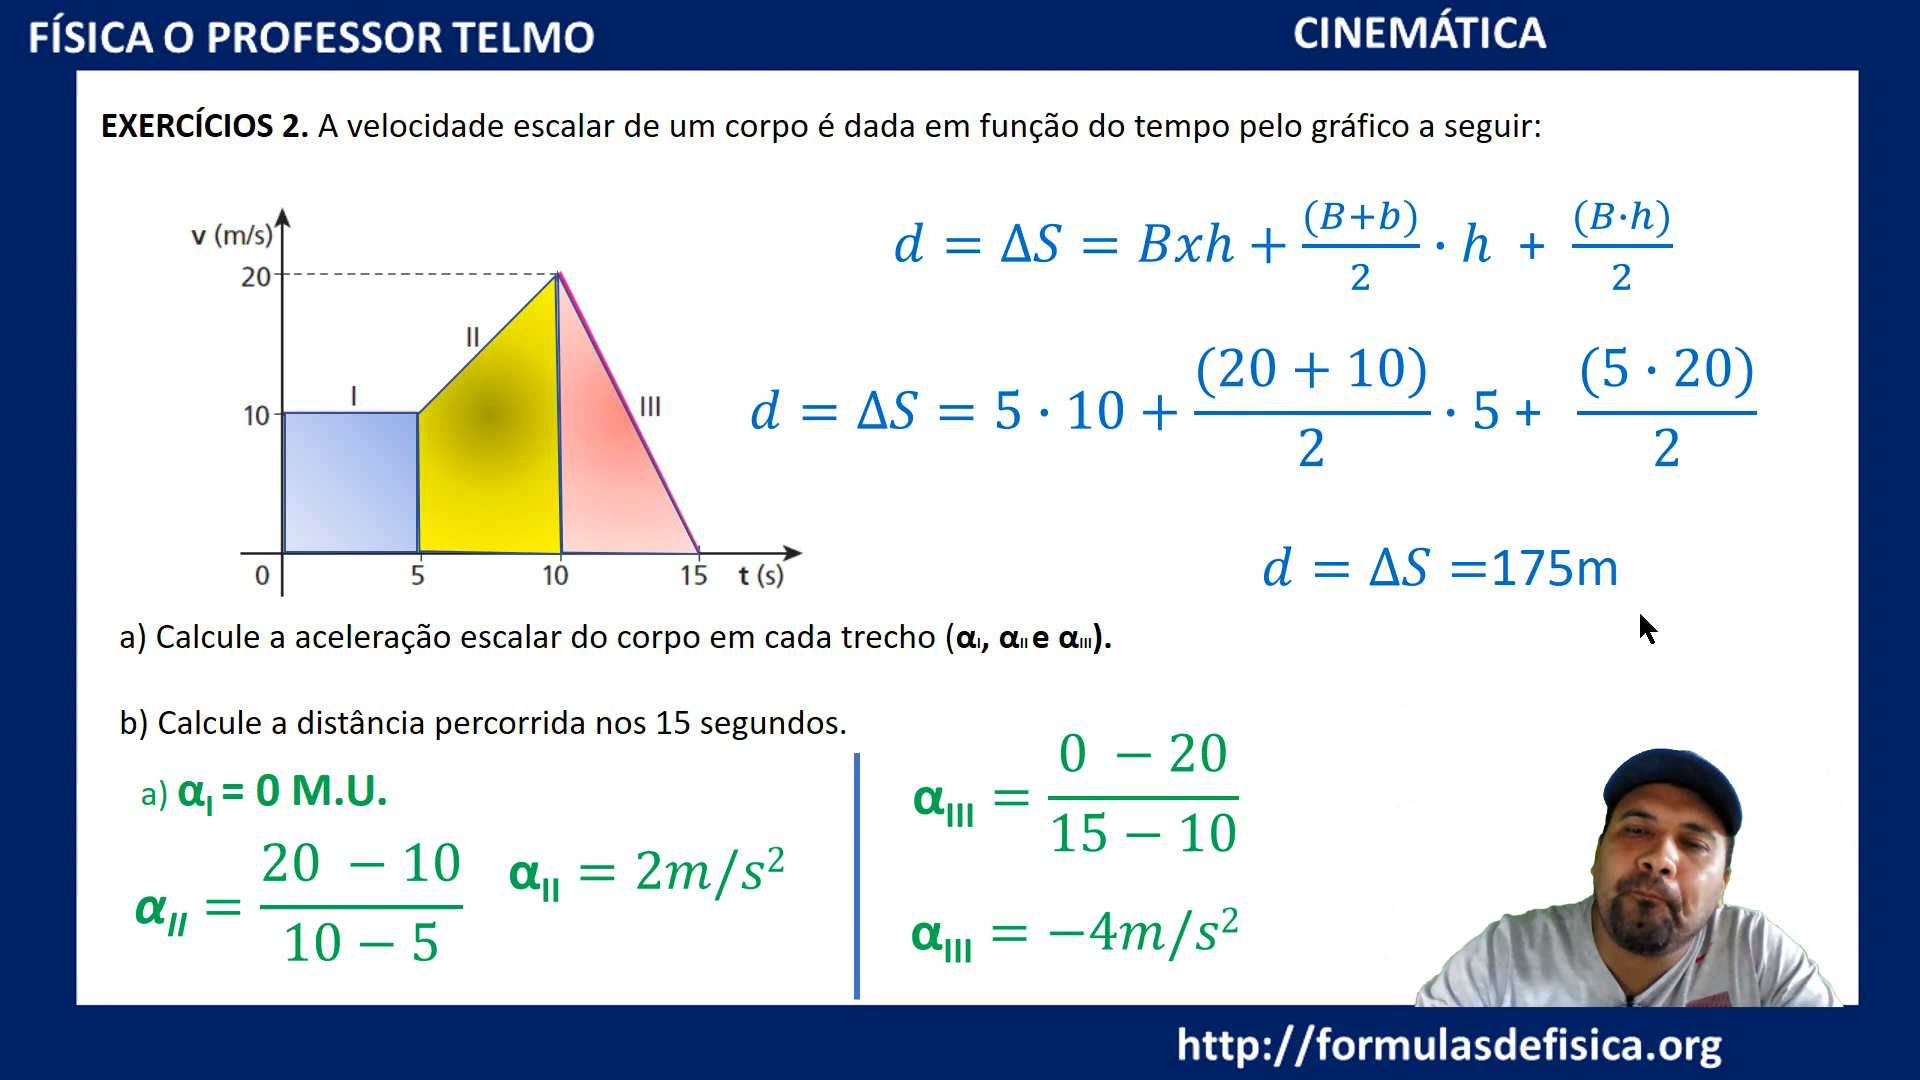 FÍSICA O PROFESSOR TELMO
CINEMÁTICA
EXERCÍCIOS 2. A velocidade escalar de um corpo é dada em função do tempo pelo gráfico a seguir:
v (m/s)
20
10
0
5
10
15
t (s)
I
II
III
d = ΔS = Bxh + (B+b)/2 · h + (B·h)/2
d = ΔS = 5 · 10 + (20 + 10)/2 · 5 + (5 · 20)/2
d = ΔS =175m
a) Calcule a aceleração escalar do corpo em cada trecho (αI, αII e αIII).
b) Calcule a distância percorrida nos 15 segundos.
a) αI = 0 M.U.
αII = (20 − 10)/(10 − 5)
αII = 2m/s²
αIII = (0 − 20)/(15 − 10)
αIII = −4m/s²
http://formulasdefisica.org